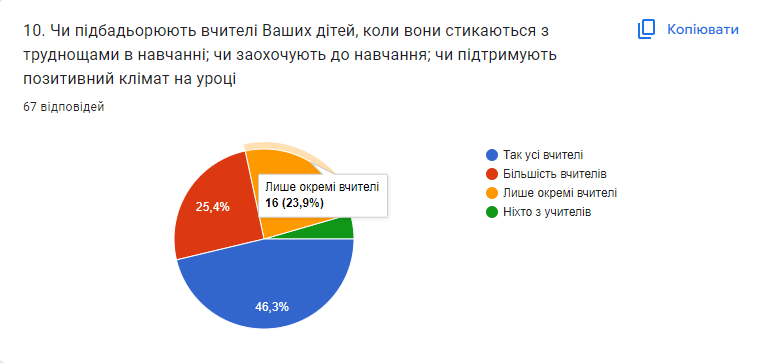 10. Чи підбадьорюють вчителі Ваших дітей, коли вони стикаються з
труднощами в навчанні; чи заохочують до навчання; чи підтримують
позитивний клімат на уроці
Копіювати
67 відповідей
Так усі вчителі
Більшість вчителів
Лише окремі вчителі
Ніхто з учителів
Лише окремі вчителі
16 (23,9%)
25,4%
46,3%